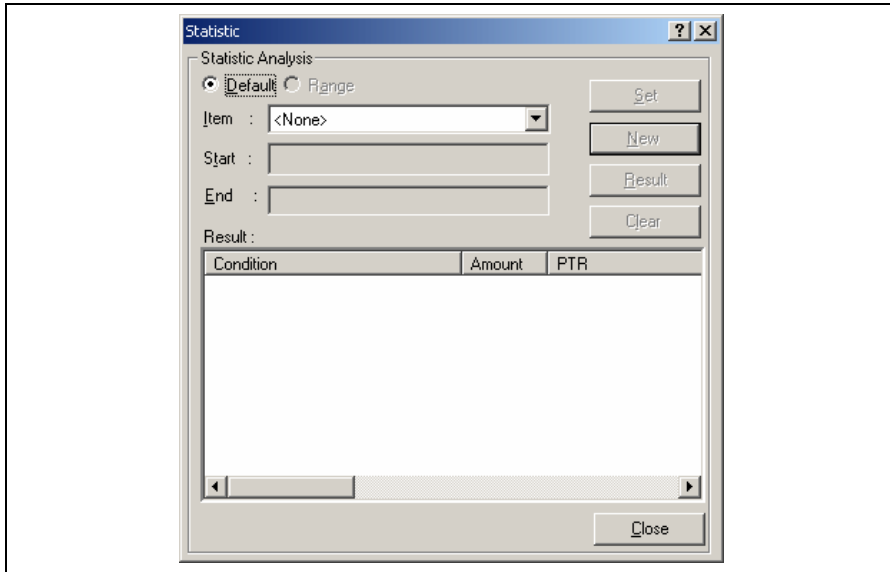 Statistic
Statistic Analysis
Default Range
Set
Item : <None>
New
Start :
Result
End :
Clear
Result :
Condition Amount PTR
Close